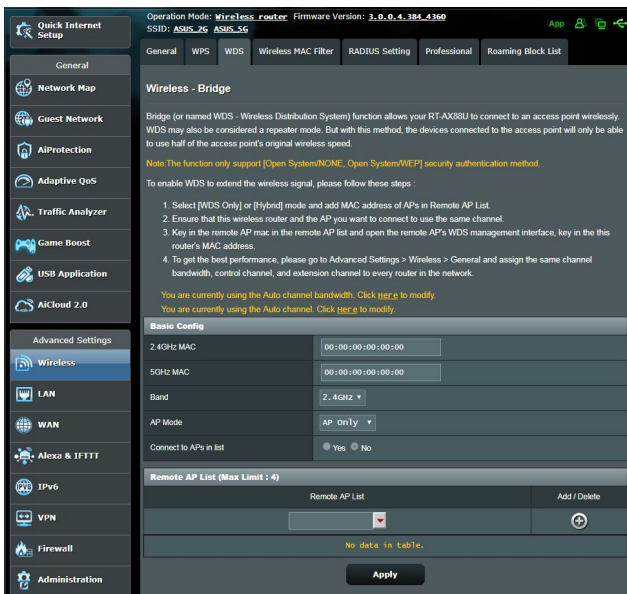 Quick Internet
Setup
General
Network Map
Guest Network
AiProtection
Adaptive QoS
Traffic Analyzer
Game Boost
USB Application
AiCloud 2.0
Advanced Settings
Wireless
LAN
WAN
Alexa & IFTTT
IPv6
VPN
Firewall
Administration
Operation Mode: Wireless router Firmware Version: 3.0.0.4.384_4360
SSID: ASUS_2G ASUS_5G
App
General WPS WDS Wireless MAC Filter RADIUS Setting Professional Roaming Block List
Wireless - Bridge
Bridge (or named WDS - Wireless Distribution System) function allows your RT-AX88U to connect to an access point wirelessly.
WDS may also be considered a repeater mode. But with this method, the devices connected to the access point will only be able
to use half of the access point's original wireless speed.
Note:The function only support [Open System/NONE, Open System/WEP] security authentication method.
To enable WDS to extend the wireless signal, please follow these steps :
1. Select [WDS Only] or [Hybrid] mode and add MAC address of APs in Remote AP List.
2. Ensure that this wireless router and the AP you want to connect to use the same channel.
3. Key in the remote AP mac in the remote AP list and open the remote AP's WDS management interface, key in the this
router's MAC address.
4. To get the best performance, please go to Advanced Settings > Wireless > General and assign the same channel
bandwidth, control channel, and extension channel to every router in the network.
You are currently using the Auto channel bandwidth. Click Here to modify.
You are currently using the Auto channel. Click Here to modify.
Basic Config
2.4GHz MAC 00:00:00:00:00:00
5GHz MAC 00:00:00:00:00:00
Band 2.4GHz
AP Mode AP Only
Connect to APs in list Yes No
Remote AP List (Max Limit : 4)
Remote AP List Add / Delete
No data in table.
Apply